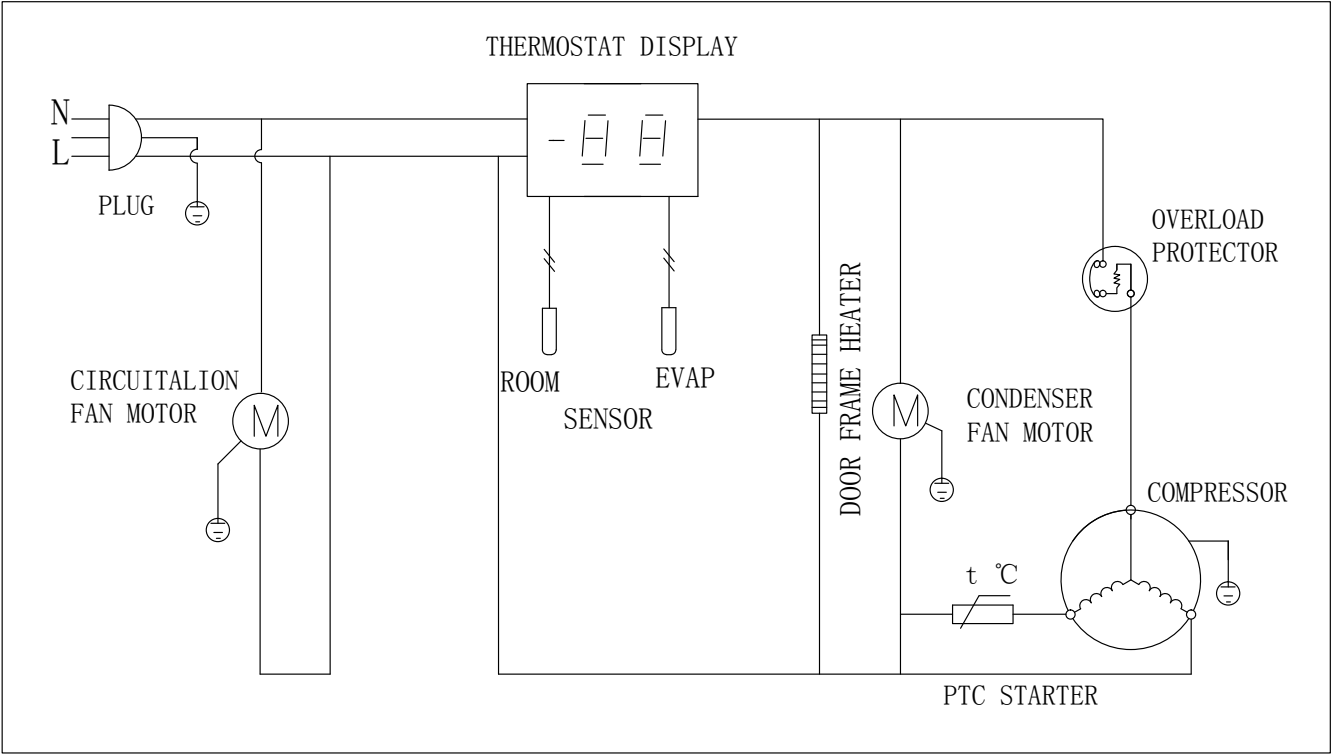 THERMOSTAT DISPLAY
N
L
PLUG
-88
OVERLOAD
PROTECTOR
ROOM
EVAP
SENSOR
CIRCUITALION
FAN MOTOR
M
DOOR FRAME HEATER
M
CONDENSER
FAN MOTOR
COMPRESSOR
t ℃
PTC STARTER